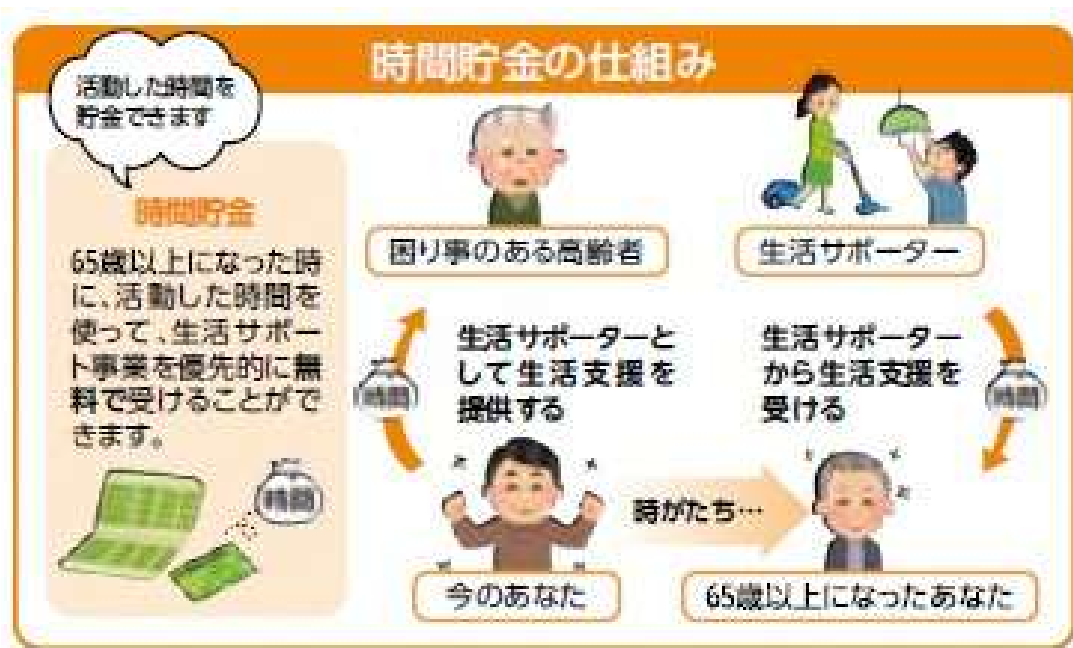 時間貯金の仕組み
活動した時間を
貯金できます
時間貯金
65歳以上になった時
に、活動した時間を
使って、生活サポー
ト事業を優先的に無
料で受けることがで
きます。
時間
困り事のある高齢者
生活サポーター
時間
生活サポーターと
して生活支援を
提供する
生活サポーター
から生活支援を
受ける
時間
時がたち…
今のあなた
65歳以上になったあなた